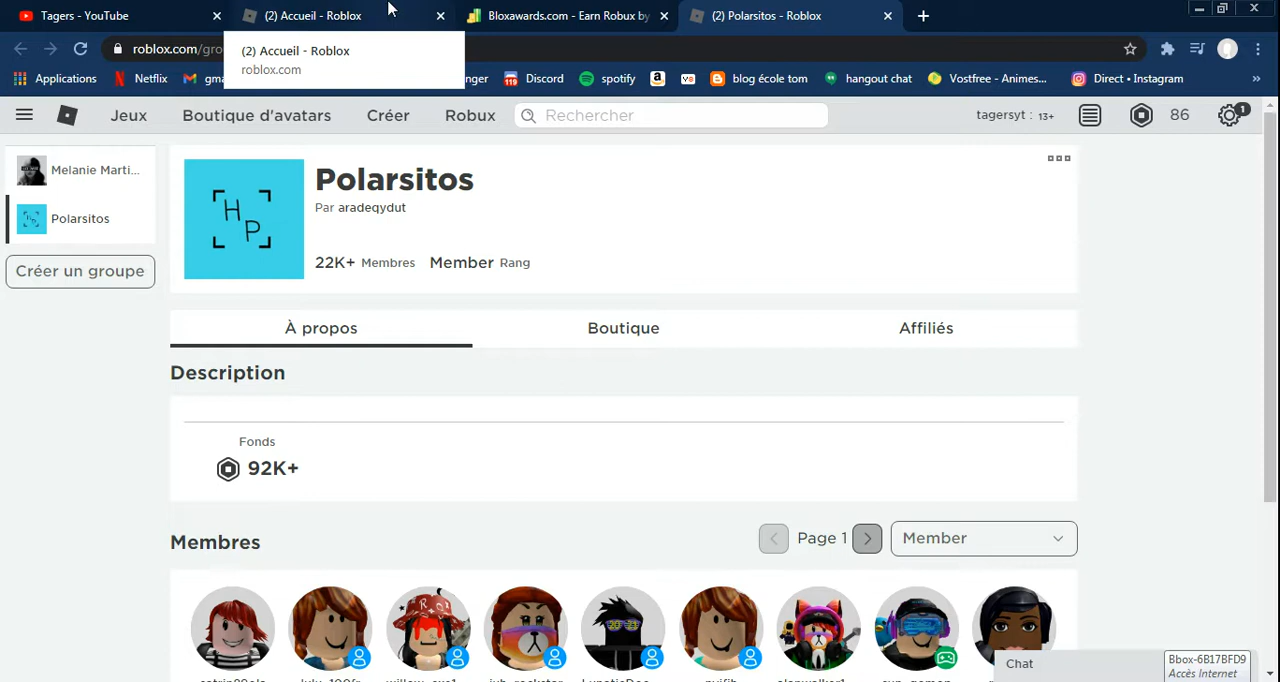 Tagers - YouTube
(2) Accueil - Roblox
Bloxawards.com - Earn Robux by
(2) Polarsitos - Roblox
roblox.com/gro
(2) Accueil - Roblox
roblox.com
Applications
Netflix
gma
nger
Discord
spotify
blog école tom
hangout chat
Vostfree - Animes...
Direct • Instagram
»
Jeux
Boutique d'avatars
Créer
Robux
Rechercher
tagersyt : 13+
86
1
Melanie Marti...
Polarsitos
Créer un groupe
H
P
Polarsitos
Par aradeqydut
22K+ Membres Member Rang
À propos
Boutique
Affiliés
Description
Fonds
92K+
Membres
Page 1
Member
Chat
Bbox-6B17BFD9
Accès Internet